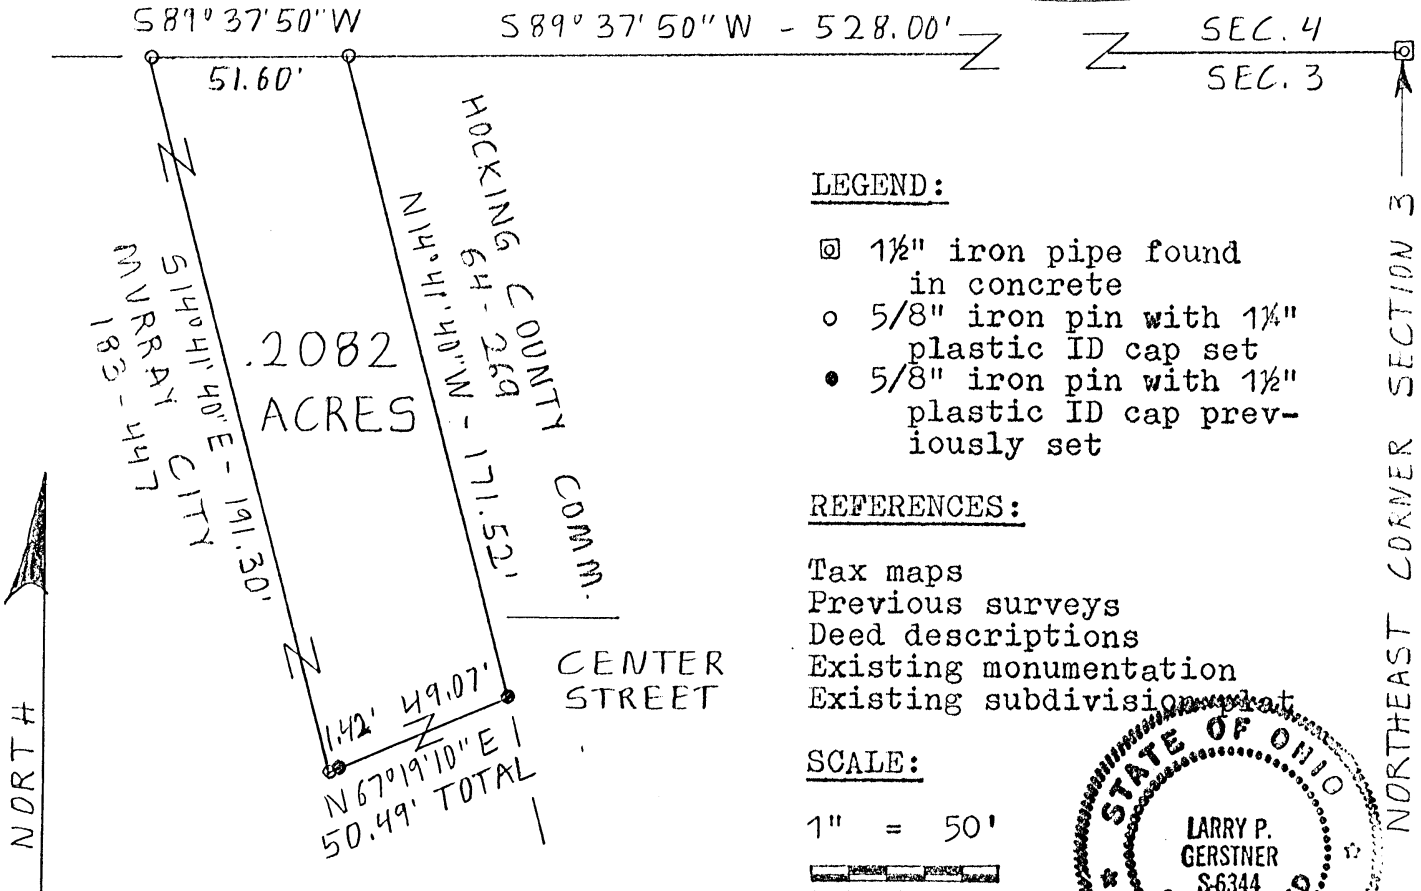 S89°37'50"W
S89°37'50"W - 528.00'
SEC. 4
51.60'
SEC. 3
HOCKING COUNTY COMM.
64-269
N14°41'40"W - 171.52'
S14°41'40"E - 191.30'
MURRAY CITY
183-447
.2082
ACRES
LEGEND:
1½" iron pipe found
in concrete
5/8" iron pin with 1¼"
plastic ID cap set
5/8" iron pin with 1½"
plastic ID cap prev-
iously set
REFERENCES:
Tax maps
Previous surveys
Deed descriptions
Existing monumentation
Existing subdivision plat
CENTER
STREET
1.42' 49.07'
N67°19'10"E
50.49' TOTAL
NORTH
SCALE:
1" = 50'
NORTHEAST CORNER SECTION 3
STATE OF OHIO
LARRY P.
GERSTNER
S-6344